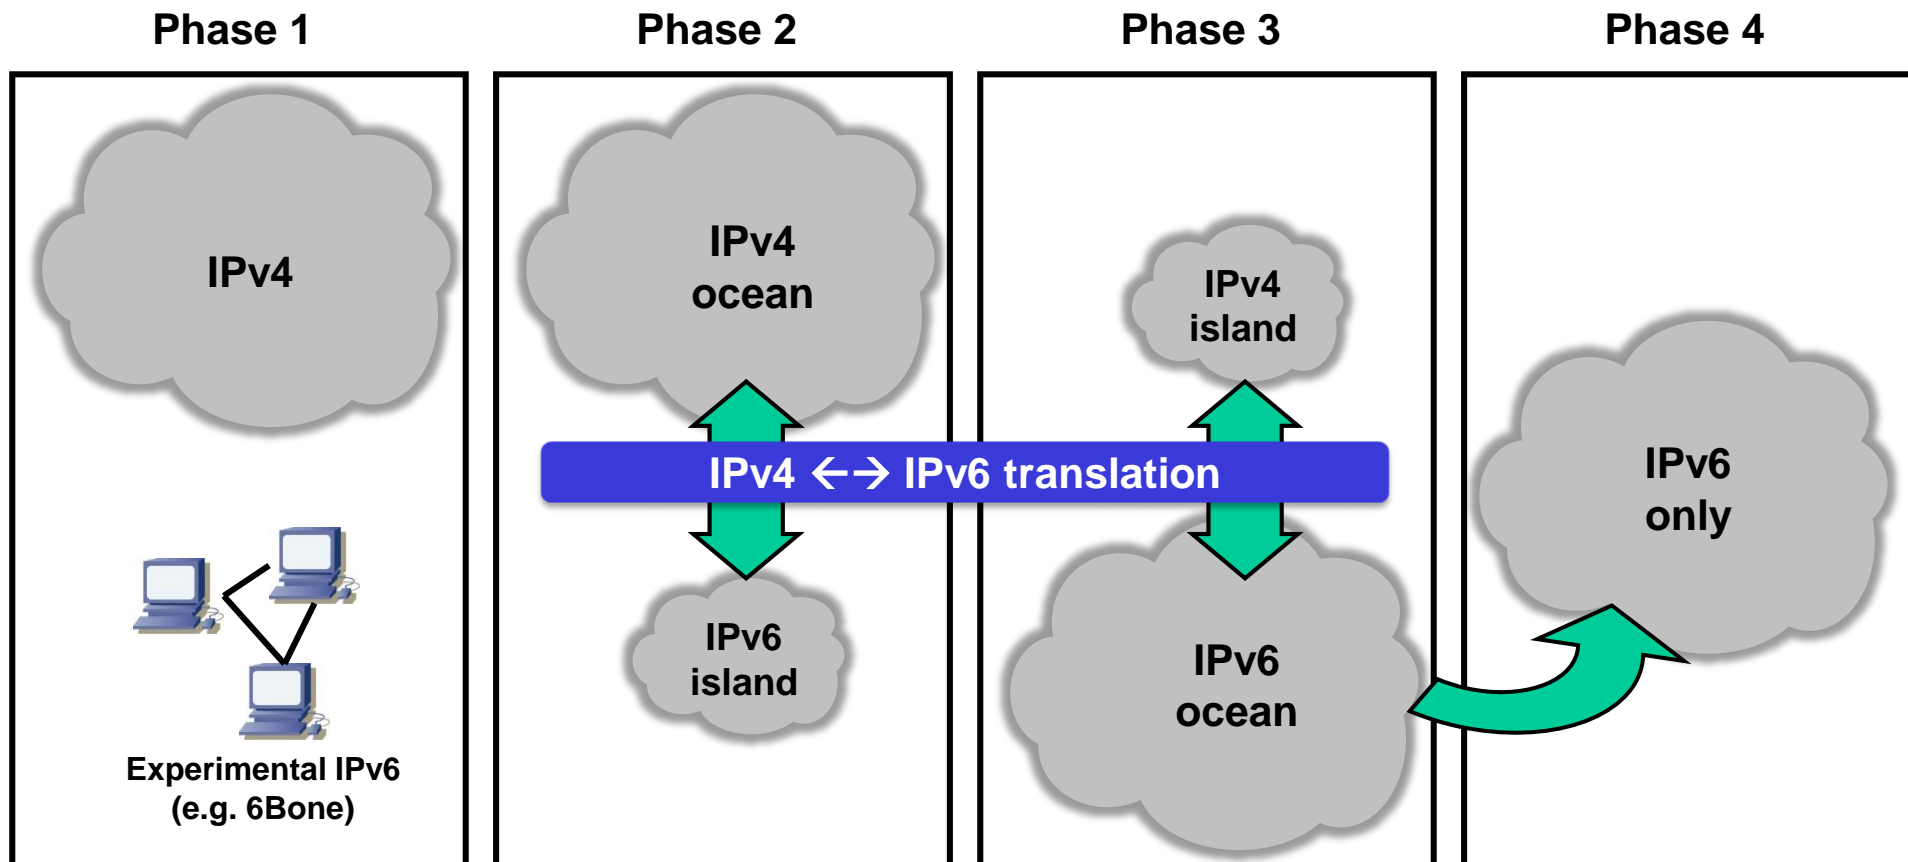 Phase 1
Phase 2
Phase 3
Phase 4
IPv4
Experimental IPv6
(e.g. 6Bone)
IPv4
ocean
IPv4 ←→ IPv6 translation
IPv6
island
IPv4
island
IPv6
ocean
IPv6
only